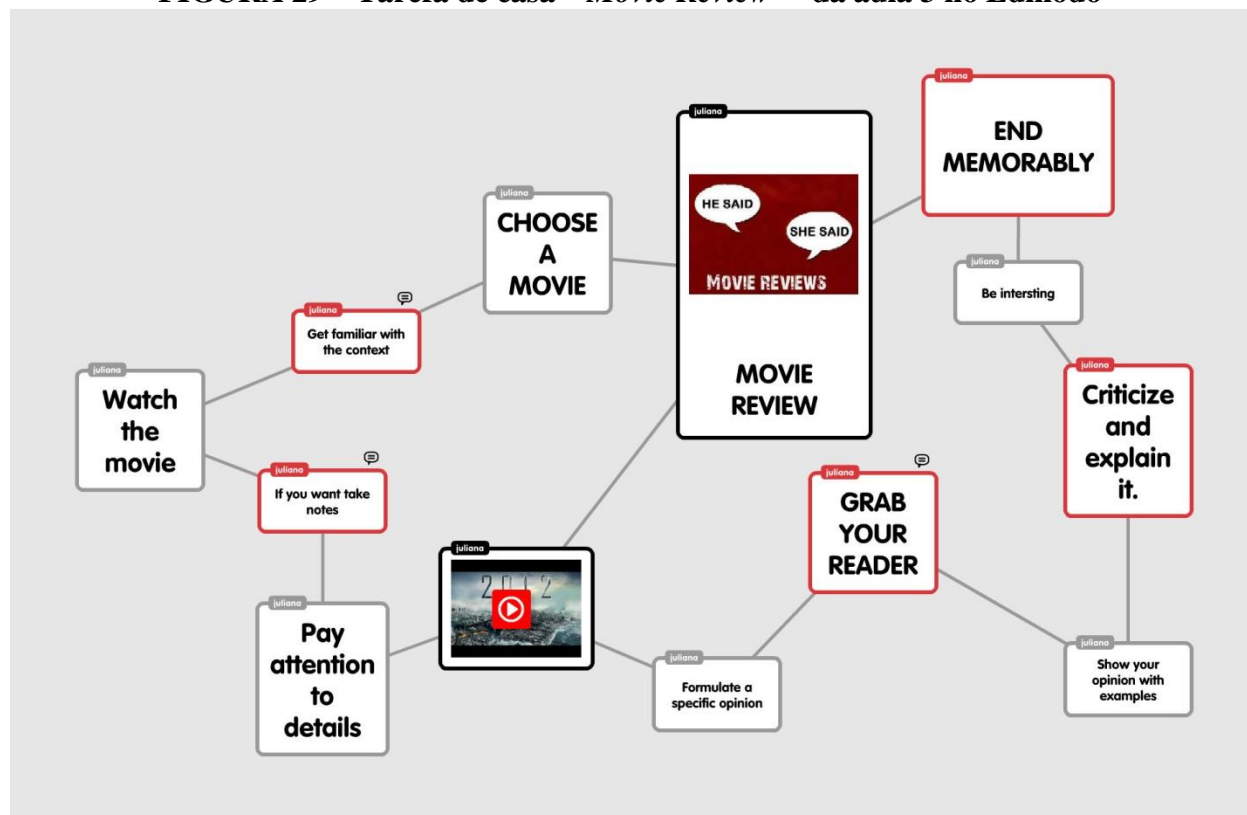 FIGURA 29 – Tarefa de casa – Movie Review – da aula 3 no Edmodo
juliana
END
MEMORABLY
juliana
HE SAID
SHE SAID
MOVIE REVIEWS
MOVIE
REVIEW
juliana
CHOOSE
A
MOVIE
juliana
Be intersting
juliana
Get familiar with
the context
juliana
Watch
the
movie
juliana
Criticize
and
explain
it.
juliana
If you want take
notes
juliana
GRAB
YOUR
READER
juliana
2012
juliana
Pay
attention
to
details
juliana
Formulate a
specific opinion
juliana
Show your
opinion with
examples